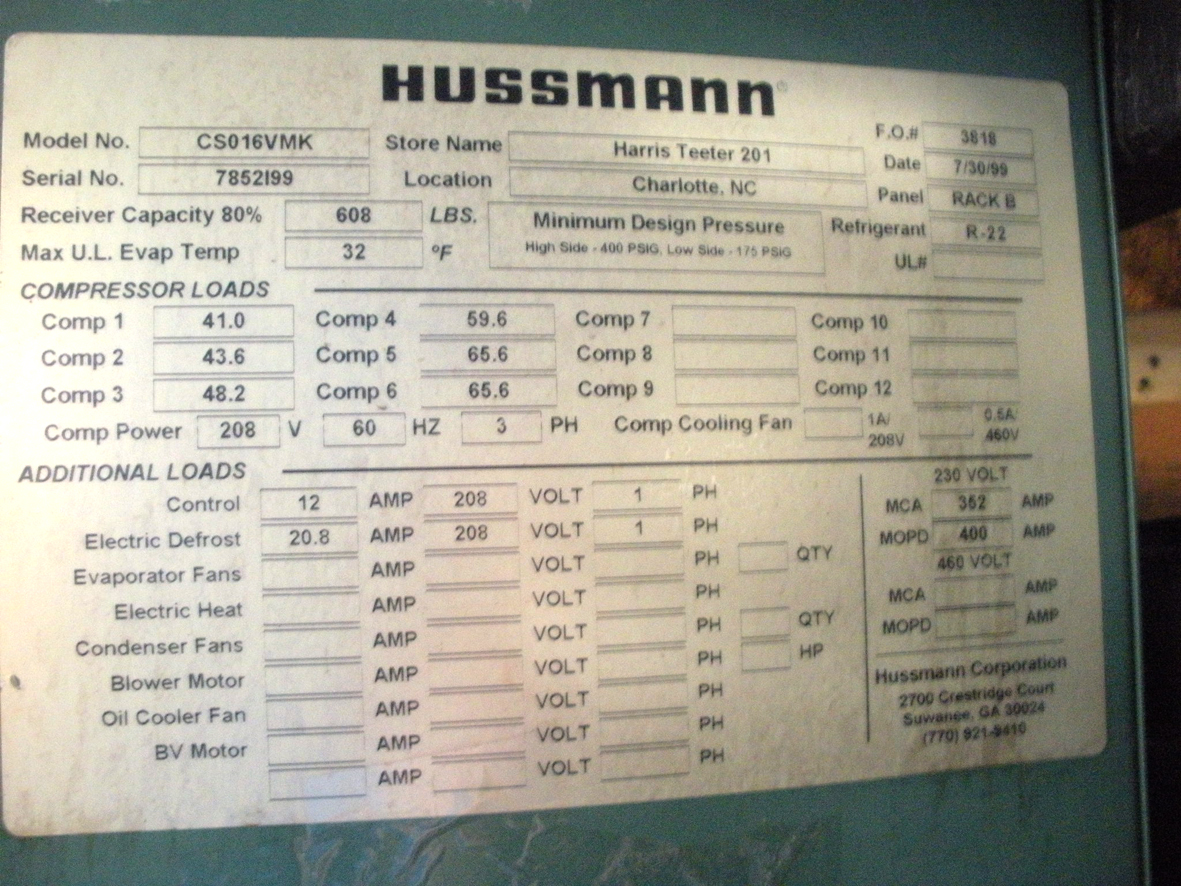 HUSSMANN®
Model No. CS016VMK Store Name Harris Teeter 201 F.O.# 3818
Serial No. 7852I99 Location Charlotte, NC Date 7/30/99
Panel RACK B
Receiver Capacity 80% 608 LBS. Minimum Design Pressure Refrigerant R-22
Max U.L. Evap Temp 32 °F High Side - 400 PSIG, Low Side - 175 PSIG UL#
COMPRESSOR LOADS
Comp 1 41.0 Comp 4 59.6 Comp 7 Comp 10
Comp 2 43.6 Comp 5 65.6 Comp 8 Comp 11
Comp 3 48.2 Comp 6 65.6 Comp 9 Comp 12
Comp Power 208 V 60 HZ 3 PH Comp Cooling Fan 1A/ 208V 0.5A/ 460V
ADDITIONAL LOADS 230 VOLT
Control 12 AMP 208 VOLT 1 PH MCA 352 AMP
Electric Defrost 20.8 AMP 208 VOLT 1 PH MOPD 400 AMP
Evaporator Fans AMP VOLT PH QTY 460 VOLT
Electric Heat AMP VOLT PH MCA AMP
Condenser Fans AMP VOLT PH QTY MOPD AMP
Blower Motor AMP VOLT PH HP
Oil Cooler Fan AMP VOLT PH
BV Motor AMP VOLT PH
AMP VOLT PH
Hussmann Corporation
2700 Crestridge Court
Suwanee, GA 30024
(770) 921-9410